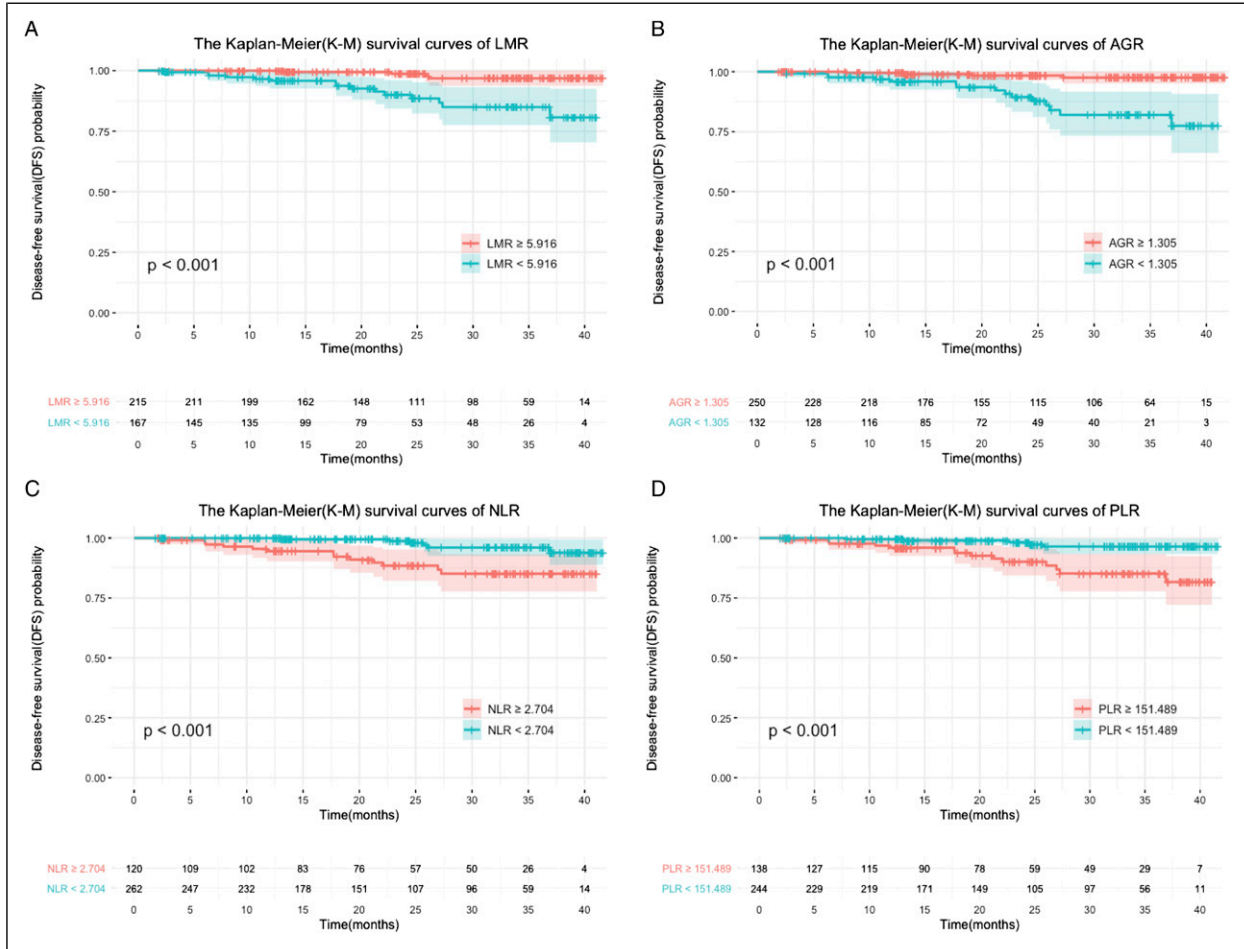 A
The Kaplan-Meier(K-M) survival curves of LMR
Disease-free survival(DFS) probability
1.00
0.75
0.50
0.25
0.00
LMR ≥ 5.916
LMR < 5.916
p < 0.001
0 5 10 15 20 25 30 35 40
Time(months)
LMR ≥ 5.916 215 211 199 162 148 111 98 59 14
LMR < 5.916 167 145 135 99 79 53 48 26 4
0 5 10 15 20 25 30 35 40
B
The Kaplan-Meier(K-M) survival curves of AGR
Disease-free survival(DFS) probability
1.00
0.75
0.50
0.25
0.00
AGR ≥ 1.305
AGR < 1.305
p < 0.001
0 5 10 15 20 25 30 35 40
Time(months)
AGR ≥ 1.305 250 228 218 176 155 115 106 64 15
AGR < 1.305 132 128 116 85 72 49 40 21 3
0 5 10 15 20 25 30 35 40
C
The Kaplan-Meier(K-M) survival curves of NLR
Disease-free survival(DFS) probability
1.00
0.75
0.50
0.25
0.00
NLR ≥ 2.704
NLR < 2.704
p < 0.001
0 5 10 15 20 25 30 35 40
Time(months)
NLR ≥ 2.704 120 109 102 83 76 57 50 26 4
NLR < 2.704 262 247 232 178 151 107 96 59 14
0 5 10 15 20 25 30 35 40
D
The Kaplan-Meier(K-M) survival curves of PLR
Disease-free survival(DFS) probability
1.00
0.75
0.50
0.25
0.00
PLR ≥ 151.489
PLR < 151.489
p < 0.001
0 5 10 15 20 25 30 35 40
Time(months)
PLR ≥ 151.489 138 127 115 90 78 59 49 29 7
PLR < 151.489 244 229 219 171 149 105 97 56 11
0 5 10 15 20 25 30 35 40